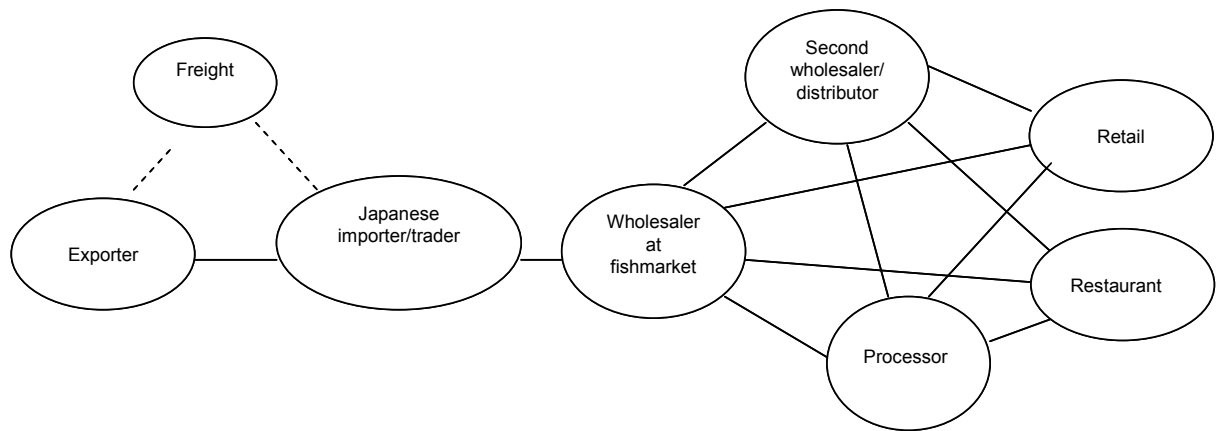 Freight
Exporter
Japanese
importer/trader
Wholesaler
at
fishmarket
Second
wholesaler/
distributor
Processor
Retail
Restaurant